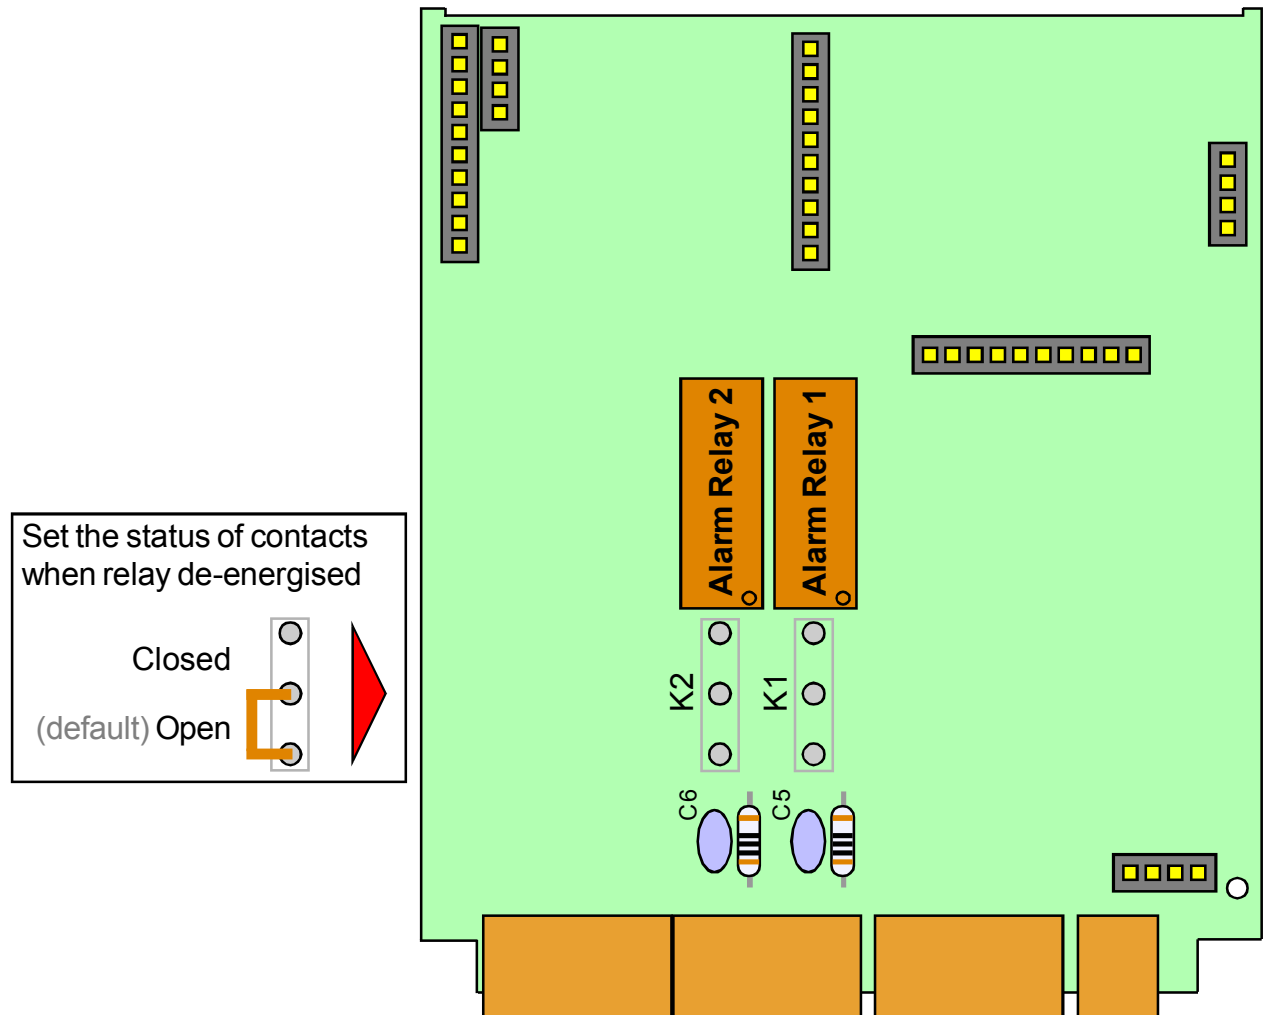 Set the status of contacts
when relay de-energised
Closed
(default) Open
Alarm Relay 2
Alarm Relay 1
K2
K1
C6
C5